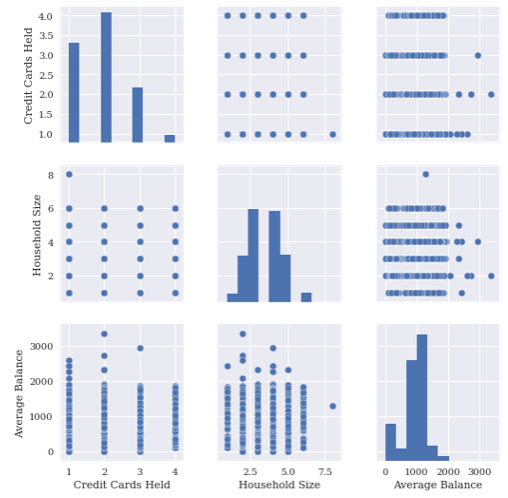 Credit Cards Held
4.0
3.5
3.0
2.5
2.0
1.5
1.0
Household Size
8
6
4
2
Average Balance
3000
2000
1000
0
1 2 3 4
2.5 5.0 7.5
0 1000 2000 3000
Credit Cards Held
Household Size
Average Balance